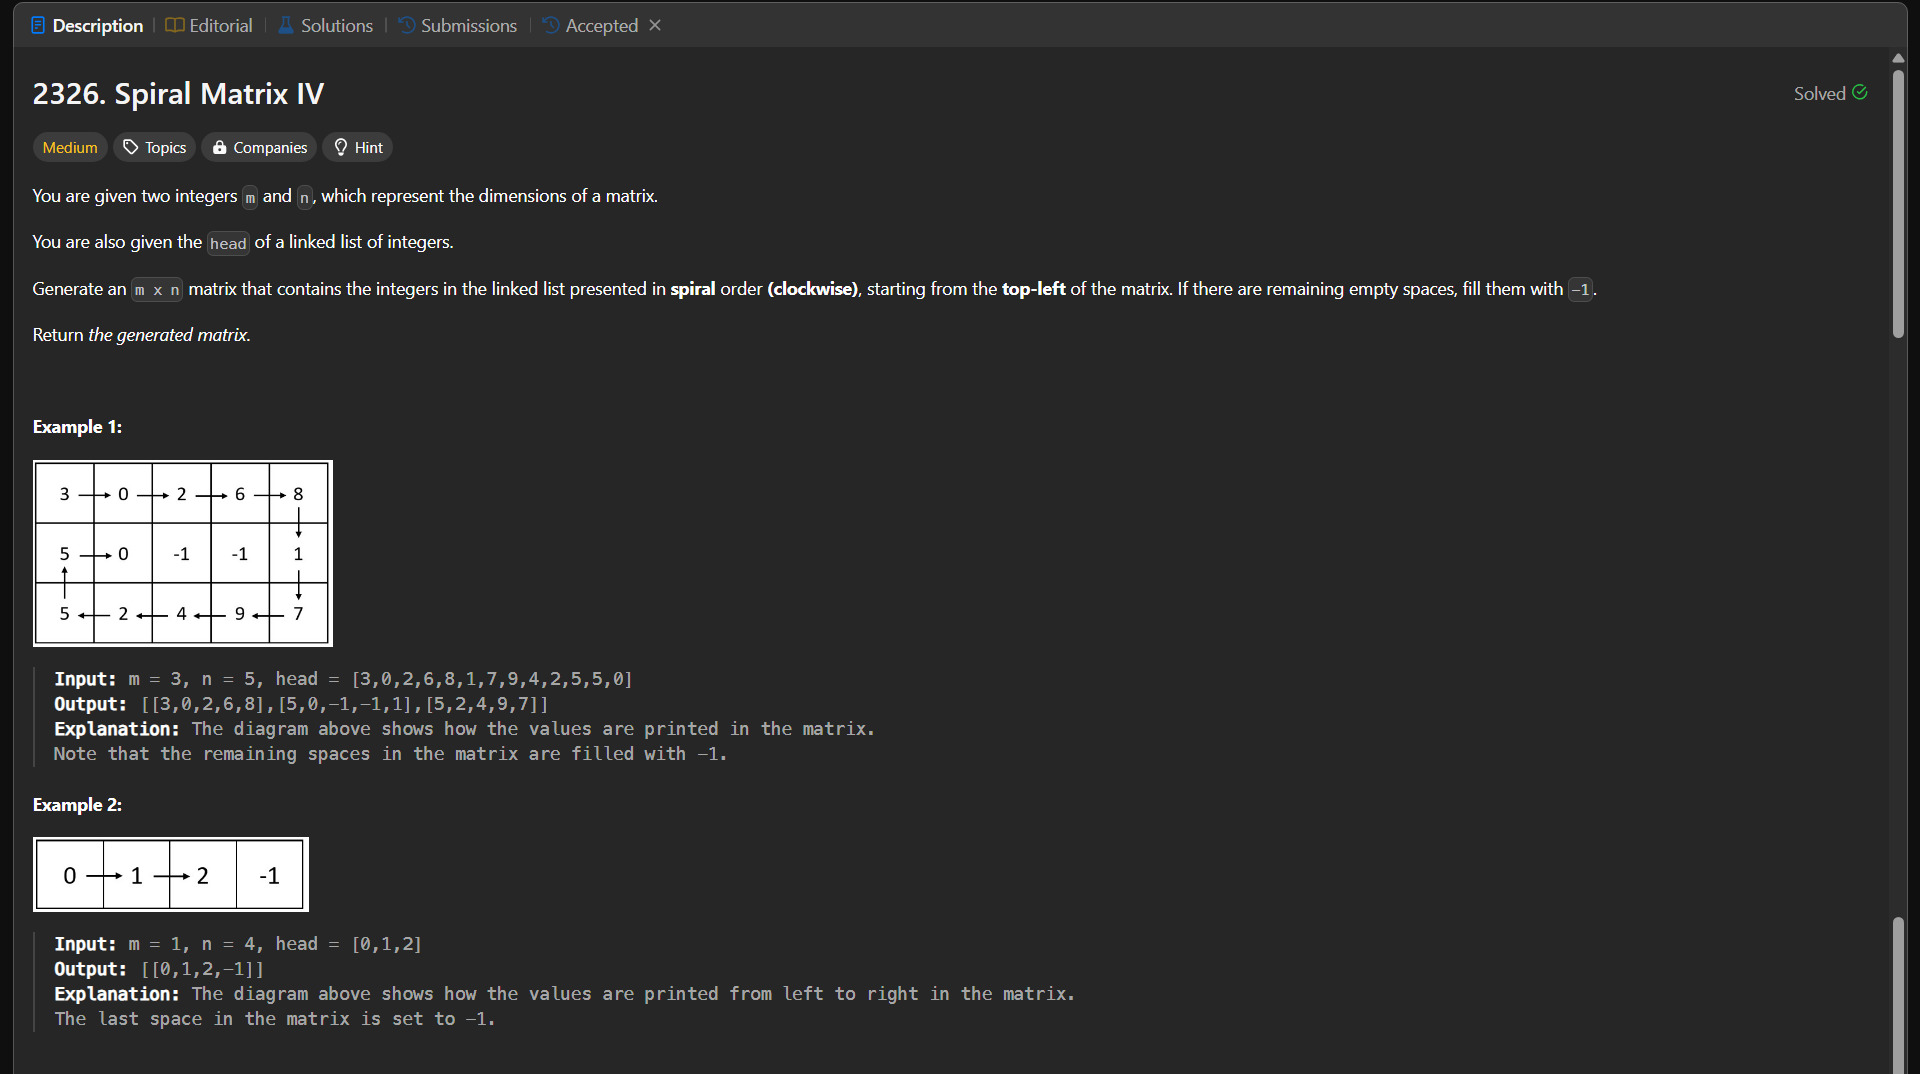 Description Editorial Solutions Submissions Accepted
2326. Spiral Matrix IV Solved
Medium Topics Companies Hint
You are given two integers m and n, which represent the dimensions of a matrix.
You are also given the head of a linked list of integers.
Generate an m x n matrix that contains the integers in the linked list presented in spiral order (clockwise), starting from the top-left of the matrix. If there are remaining empty spaces, fill them with -1.
Return the generated matrix.
Example 1:
3 0 2 6 8
5 0 -1 -1 1
5 2 4 9 7
Input: m = 3, n = 5, head = [3,0,2,6,8,1,7,9,4,2,5,5,0]
Output: [[3,0,2,6,8],[5,0,-1,-1,1],[5,2,4,9,7]]
Explanation: The diagram above shows how the values are printed in the matrix.
Note that the remaining spaces in the matrix are filled with -1.
Example 2:
0 1 2 -1
Input: m = 1, n = 4, head = [0,1,2]
Output: [[0,1,2,-1]]
Explanation: The diagram above shows how the values are printed from left to right in the matrix.
The last space in the matrix is set to -1.